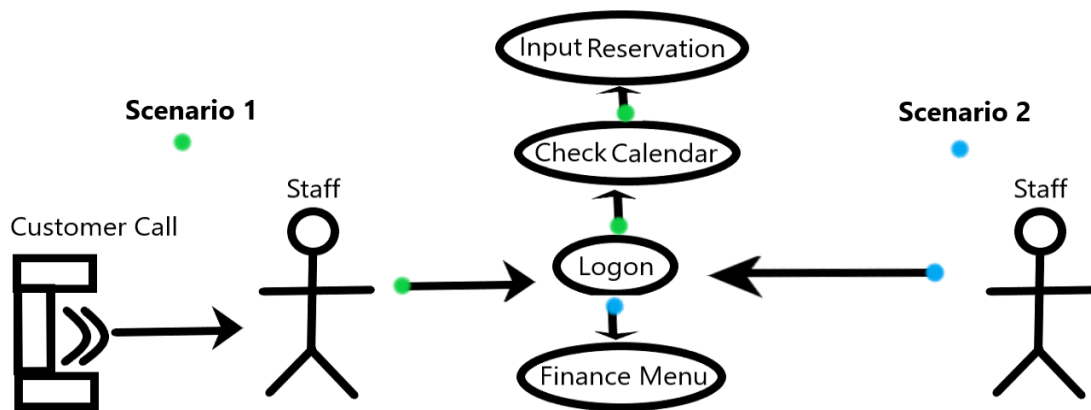 Input Reservation
Scenario 1
Scenario 2
Check Calendar
Staff
Staff
Customer Call
Logon
Finance Menu